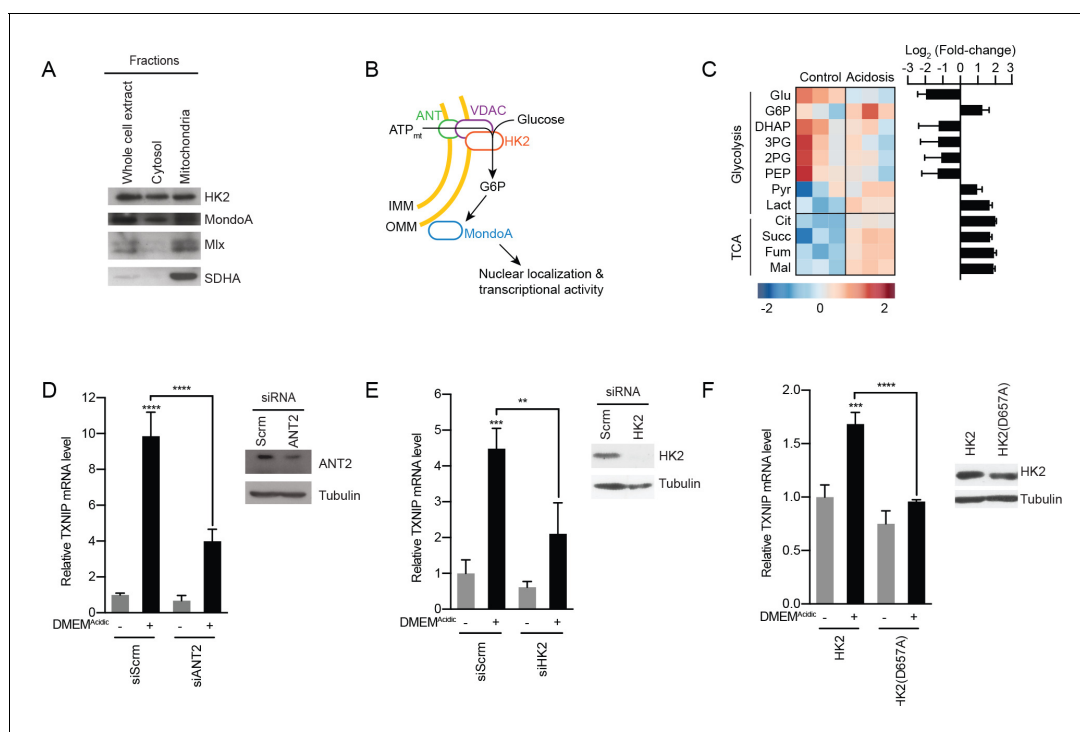 A
Fractions
Whole cell extract
Cytosol
Mitochondria
HK2
MondoA
Mlx
SDHA
B
ANT
VDAC
ATPmt
Glucose
HK2
G6P
IMM
OMM
MondoA
Nuclear localization &
transcriptional activity
C
Log2 (Fold-change)
-3 -2 -1 0 1 2 3
Control Acidosis
Glycolysis
Glu
G6P
DHAP
3PG
2PG
PEP
Pyr
Lact
TCA
Cit
Succ
Fum
Mal
-2 0 2
D
Relative TXNIP mRNA level
12
10
8
6
4
2
0
****
****
DMEMAcidic - + - +
siScrm
siANT2
siRNA
Scrm
ANT2
ANT2
Tubulin
E
Relative TXNIP mRNA level
6
5
4
3
2
1
0
***
**
DMEMAcidic - + - +
siScrm
siHK2
siRNA
Scrm
HK2
HK2
Tubulin
F
Relative TXNIP mRNA level
2.0
1.5
1.0
0.5
0
***
****
DMEMAcidic - + - +
HK2
HK2(D657A)
HK2
HK2(D657A)
HK2
Tubulin